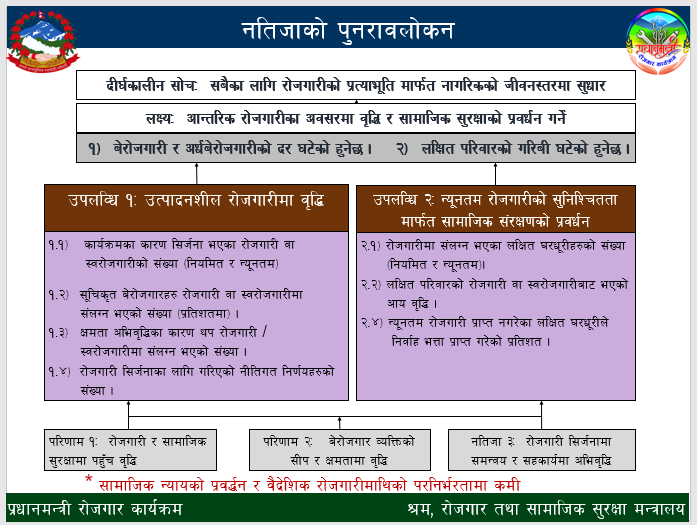 नतिजाको पुनरावलोकन
दीर्घकालीन सोच: सबैका लागि रोजगारीको प्रत्याभूति मार्फत नागरिकको जीवनस्तरमा सुधार
लक्ष्य: आन्तरिक रोजगारीका अवसरमा वृद्धि र सामाजिक सुरक्षाको प्रवर्धन गर्ने
१) बेरोजगारी र अर्धबेरोजगारीको दर घटेको हुनेछ । २) लक्षित परिवारको गरिबी घटेको हुनेछ ।
उपलब्धि १: उत्पादनशील रोजगारीमा वृद्धि
१.१) कार्यक्रमका कारण सिर्जना भएका रोजगारी वा
स्वरोजगारीको संख्या (नियमित र न्यूनतम)
१.२) सूचिकृत बेरोजगारहरु रोजगारी वा स्वरोजगारीमा
संलग्न भएको संख्या (प्रतिशतमा) ।
१.३) क्षमता अभिवृद्धिका कारण थप रोजगारी /
स्वरोजगारीमा संलग्न भएको संख्या ।
१.४) रोजगारी सिर्जनाका लागि गरिएको नीतिगत निर्णयहरुको
संख्या ।
उपलब्धि २: न्यूनतम रोजगारीको सुनिश्चितता
मार्फत सामाजिक संरक्षणको प्रवर्धन
२.१) रोजगारीमा संलग्न भएका लक्षित घरधूरीहरुको संख्या
(नियमित र न्यूनतम)।
२.२) लक्षित परिवारको रोजगारी वा स्वरोजगारीबाट भएको
आय वृद्धि ।
२.४) न्यूनतम रोजगारी प्राप्त नगरेका लक्षित घरधूरीले
निर्वाह भत्ता प्राप्त गरेको प्रतिशत ।
परिणाम १: रोजगारी र सामाजिक
सुरक्षामा पहुँच वृद्धि
परिणाम २: बेरोजगार व्यक्तिको
सीप र क्षमतामा वृद्धि
नतिजा ३: रोजगारी सिर्जनामा
समन्वय र सहकार्यमा अभिवृद्धि
* सामाजिक न्यायको प्रवर्द्धन र वैदेशिक रोजगारीमाथिको परनिर्भरतामा कमी
प्रधानमन्त्री रोजगार कार्यक्रम श्रम, रोजगार तथा सामाजिक सुरक्षा मन्त्रालय